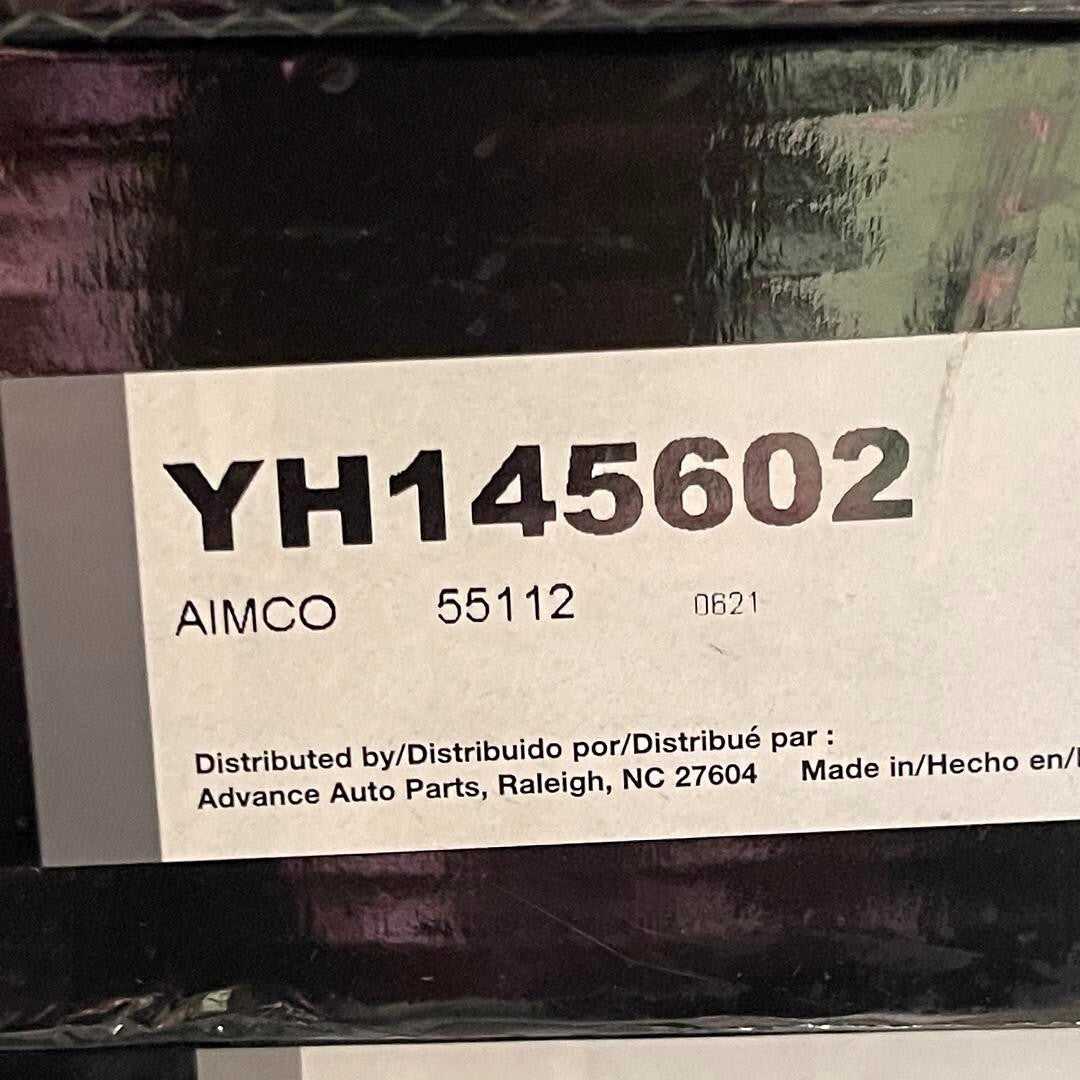 YH145602
AIMCO 55112 0621
Distributed by/Distribuido por/Distribué par :
Advance Auto Parts, Raleigh, NC 27604 Made in/Hecho en/